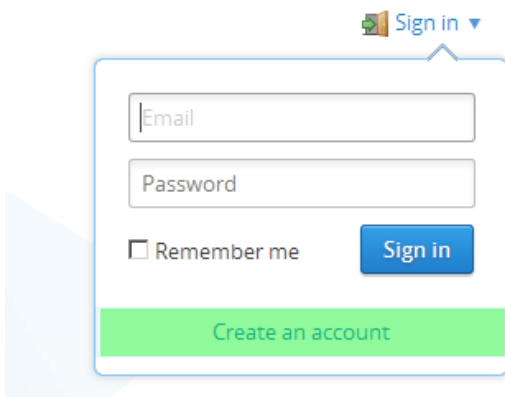 Sign in ▼
Email
Password
Remember me
Sign in
Create an account